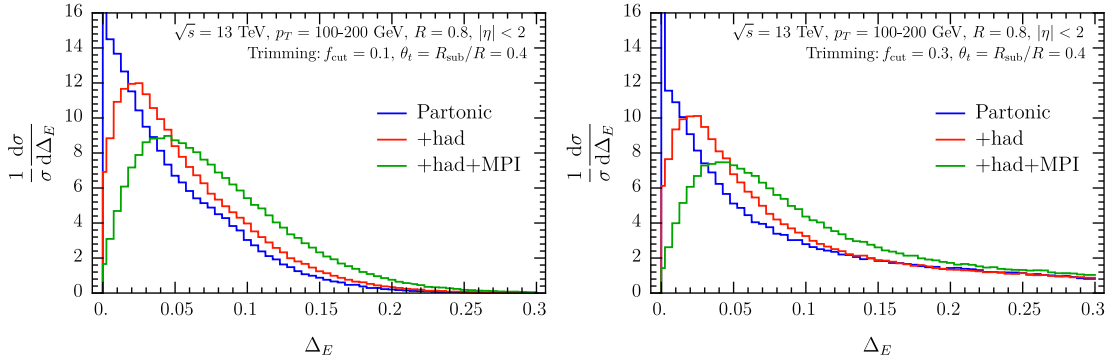 √s = 13 TeV, p_T = 100-200 GeV, R = 0.8, |η| < 2
Trimming: f_cut = 0.1, θ_t = R_sub/R = 0.4
Partonic
+had
+had+MPI
1/σ dσ/dΔ_E
16
14
12
10
8
6
4
2
0
0. 0.05 0.1 0.15 0.2 0.25 0.3
Δ_E
√s = 13 TeV, p_T = 100-200 GeV, R = 0.8, |η| < 2
Trimming: f_cut = 0.3, θ_t = R_sub/R = 0.4
Partonic
+had
+had+MPI
1/σ dσ/dΔ_E
16
14
12
10
8
6
4
2
0
0. 0.05 0.1 0.15 0.2 0.25 0.3
Δ_E